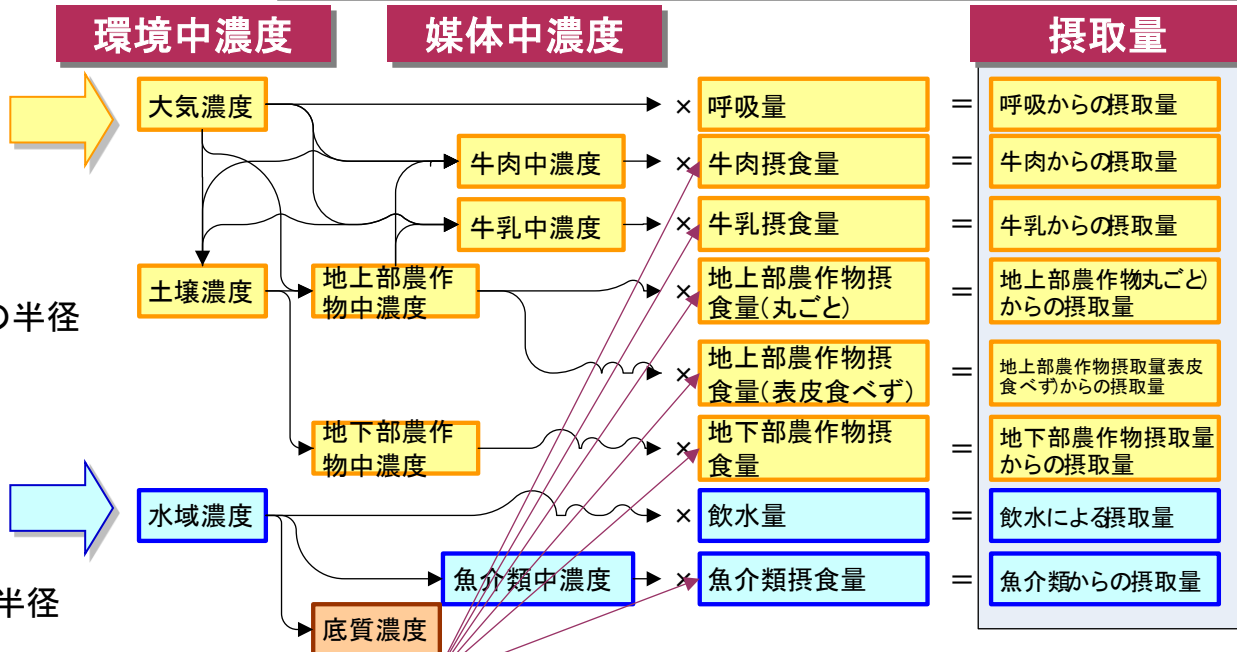 環境中濃度
媒体中濃度
摂取量
大気濃度
× 呼吸量
= 呼吸からの摂取量
牛肉中濃度
× 牛肉摂食量
= 牛肉からの摂取量
牛乳中濃度
× 牛乳摂食量
= 牛乳からの摂取量
土壌濃度
地上部農作
物中濃度
× 地上部農作物摂
食量(丸ごと)
= 地上部農作物丸ごと)
からの摂取量
の半径
× 地上部農作物摂
食量(表皮食べず)
= 地上部農作物摂取量表皮
食べず)からの摂取量
地下部農作
物中濃度
× 地下部農作物摂
食量
= 地下部農作物摂取量
からの摂取量
水域濃度
× 飲水量
= 飲水による摂取量
魚介類中濃度
× 魚介類摂食量
= 魚介類からの摂取量
半径
底質濃度